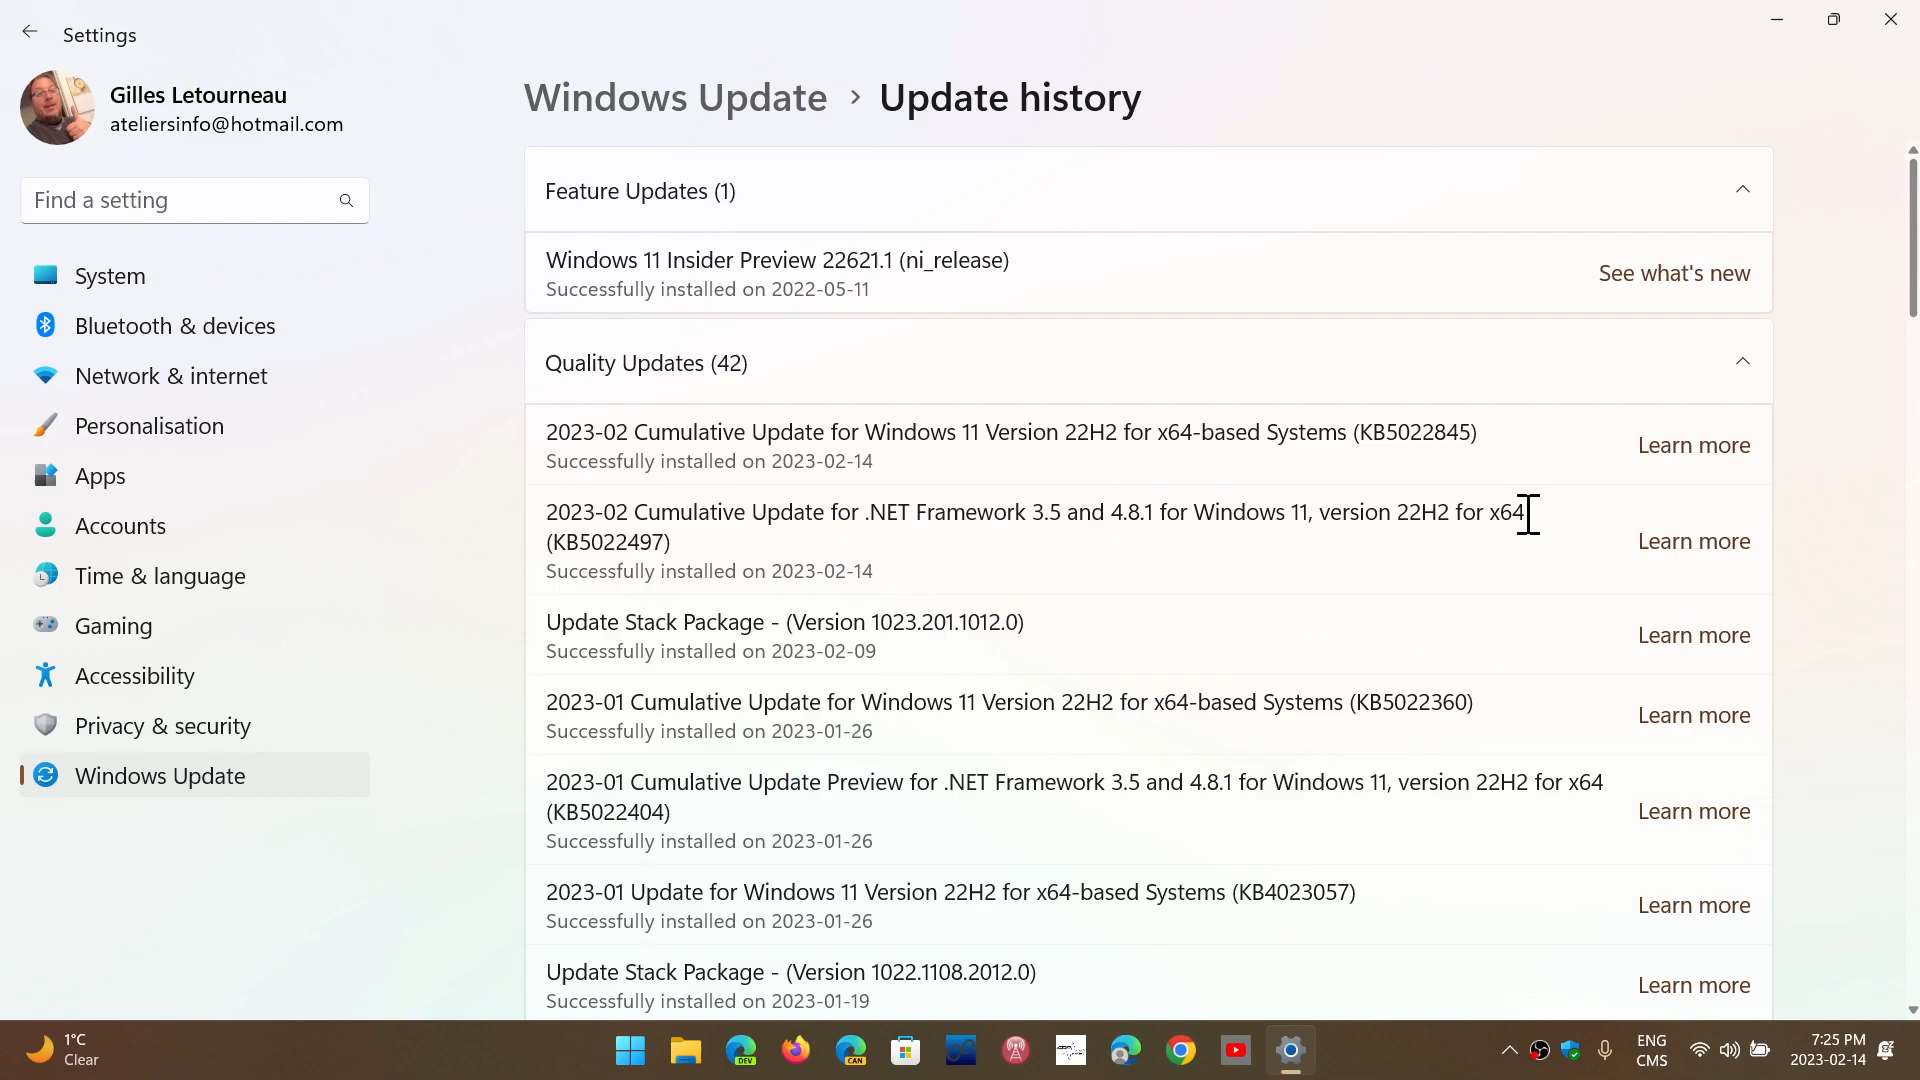 Settings
Gilles Letourneau
ateliersinfo@hotmail.com
Find a setting
System
Bluetooth & devices
Network & internet
Personalisation
Apps
Accounts
Time & language
Gaming
Accessibility
Privacy & security
Windows Update
Windows Update > Update history
Feature Updates (1)
Windows 11 Insider Preview 22621.1 (ni_release)
Successfully installed on 2022-05-11
See what's new
Quality Updates (42)
2023-02 Cumulative Update for Windows 11 Version 22H2 for x64-based Systems (KB5022845)
Successfully installed on 2023-02-14
Learn more
2023-02 Cumulative Update for .NET Framework 3.5 and 4.8.1 for Windows 11, version 22H2 for x64
(KB5022497)
Successfully installed on 2023-02-14
Learn more
Update Stack Package - (Version 1023.201.1012.0)
Successfully installed on 2023-02-09
Learn more
2023-01 Cumulative Update for Windows 11 Version 22H2 for x64-based Systems (KB5022360)
Successfully installed on 2023-01-26
Learn more
2023-01 Cumulative Update Preview for .NET Framework 3.5 and 4.8.1 for Windows 11, version 22H2 for x64
(KB5022404)
Successfully installed on 2023-01-26
Learn more
2023-01 Update for Windows 11 Version 22H2 for x64-based Systems (KB4023057)
Successfully installed on 2023-01-26
Learn more
Update Stack Package - (Version 1022.1108.2012.0)
Successfully installed on 2023-01-19
Learn more
1°C
Clear
DEV
CAN
ENG
CMS
7:25 PM
2023-02-14